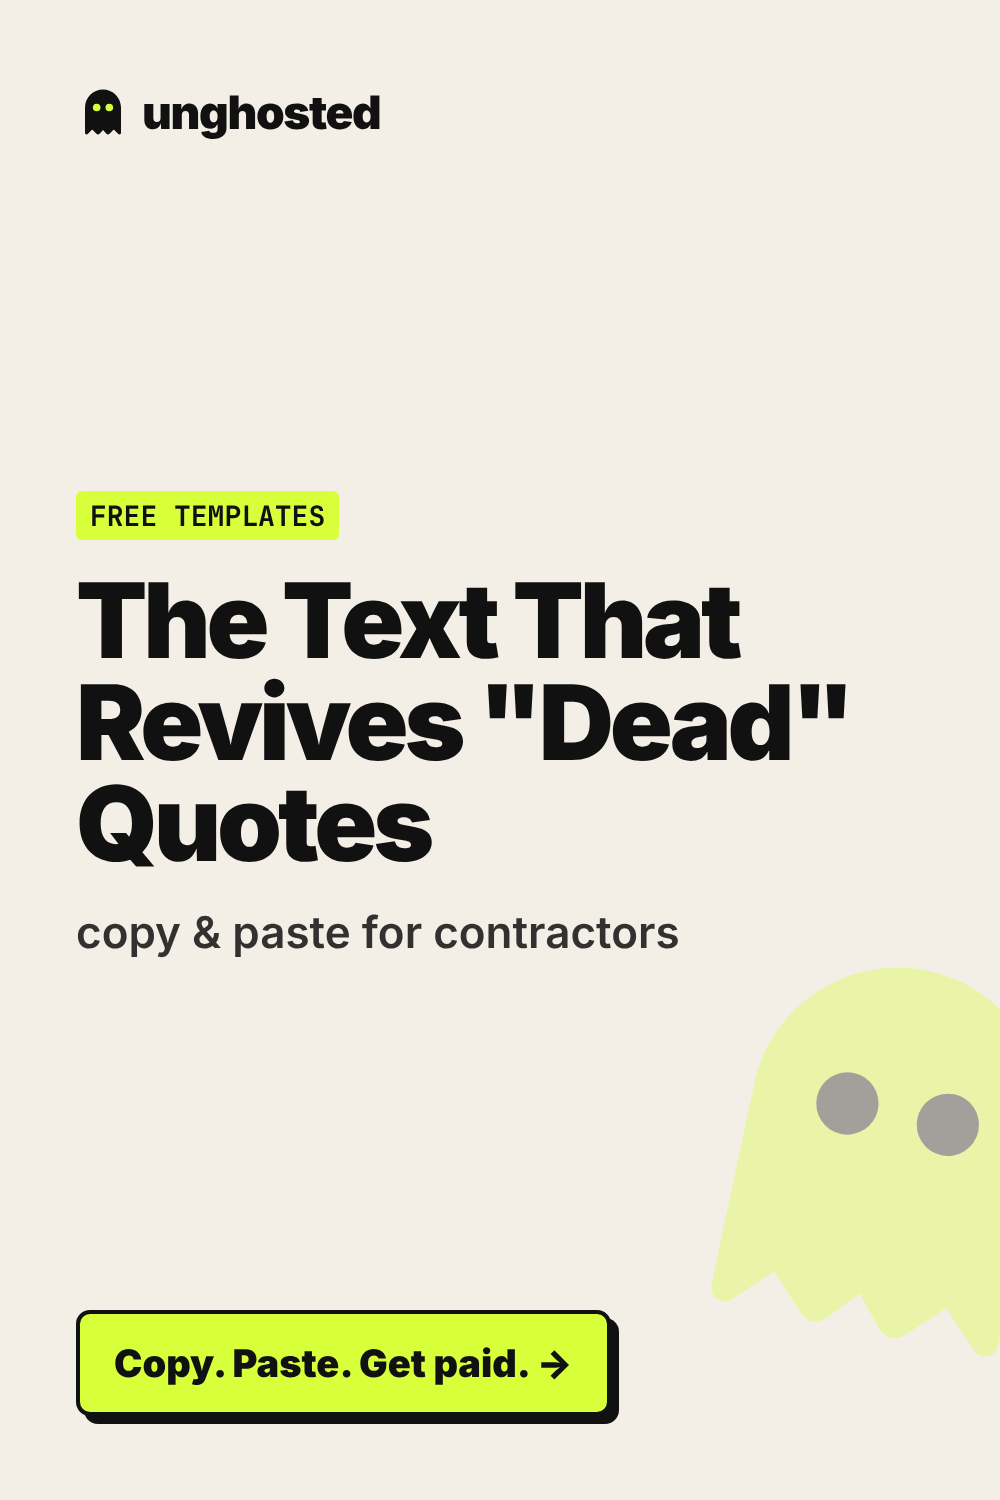 unghosted
FREE TEMPLATES
The Text That
Revives "Dead"
Quotes
copy & paste for contractors
Copy. Paste. Get paid. →